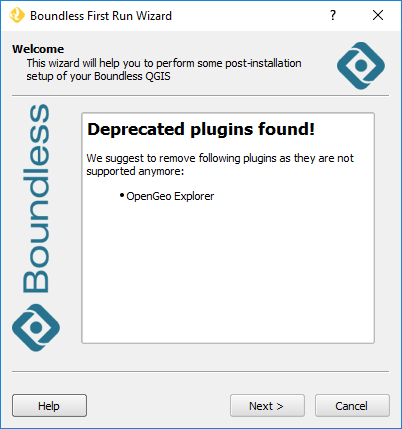 Boundless First Run Wizard
Welcome
This wizard will help you to perform some post-installation
setup of your Boundless QGIS
Boundless
Deprecated plugins found!
We suggest to remove following plugins as they are not
supported anymore:
• OpenGeo Explorer
Help
Next >
Cancel